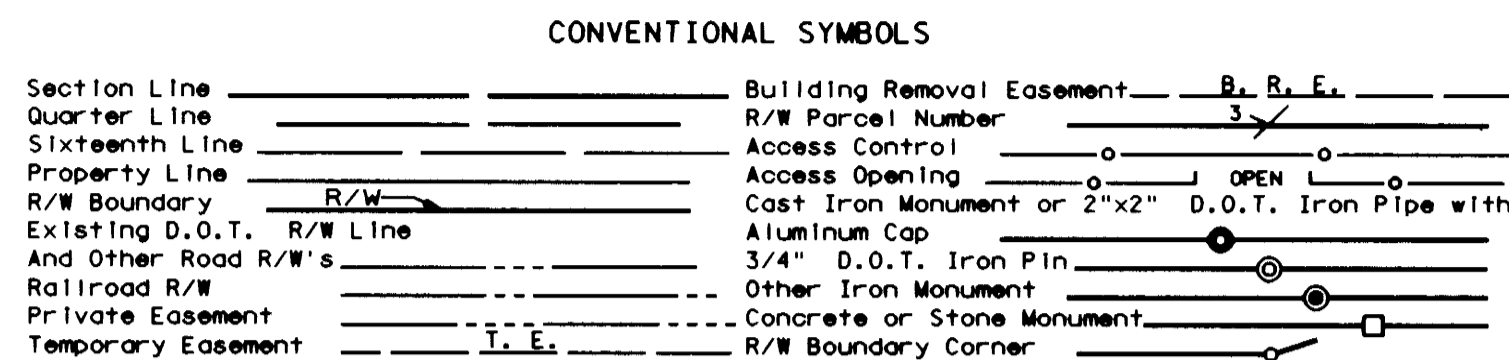 CONVENTIONAL SYMBOLS
Section Line
Quarter Line
Sixteenth Line
Property Line
R/W Boundary R/W
Existing D.O.T. R/W Line
And Other Road R/W's
Railroad R/W
Private Easement
Temporary Easement T. E.
Building Removal Easement B. R. E.
R/W Parcel Number 3
Access Control
Access Opening OPEN
Cast Iron Monument or 2"x2" D.O.T. Iron Pipe with
Aluminum Cap
3/4" D.O.T. Iron Pin
Other Iron Monument
Concrete or Stone Monument
R/W Boundary Corner